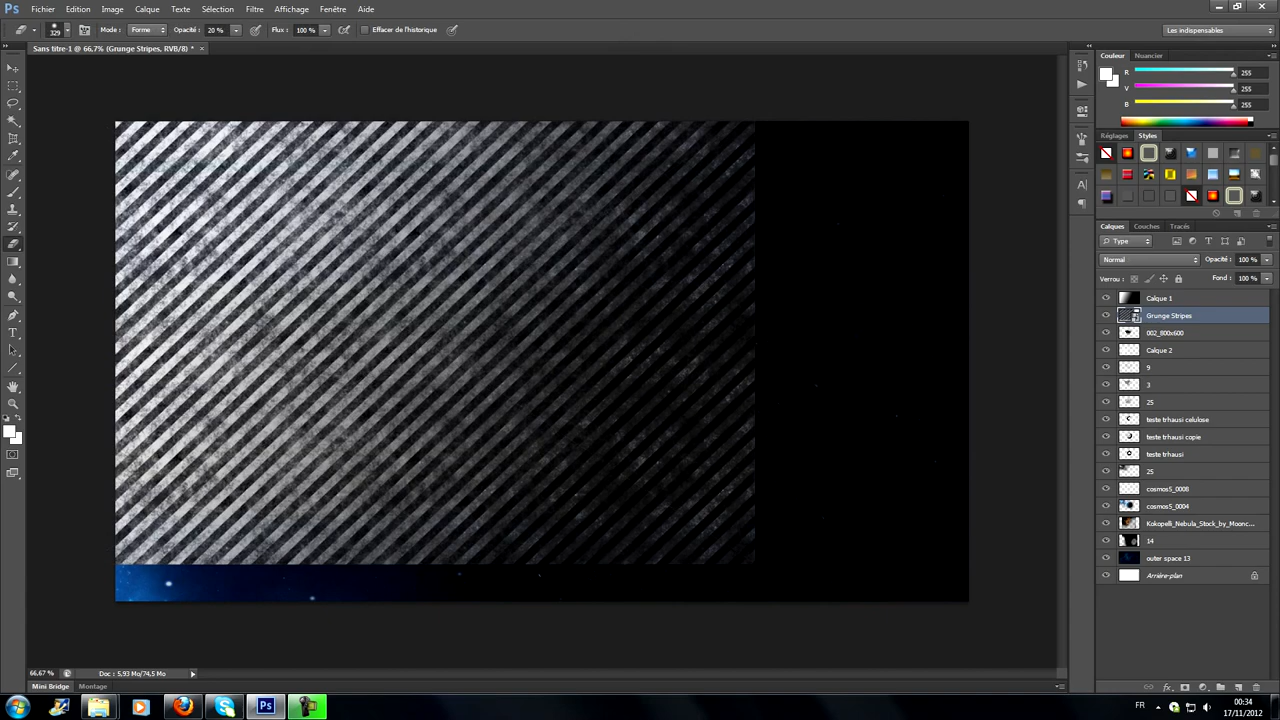 Ps Fichier Edition Image Calque Texte Sélection Filtre Affichage Fenêtre Aide
329 Mode : Forme Opacité : 20 % Flux : 100 % Effacer de l'historique Les indispensables
Sans titre-1 @ 66,7% (Grunge Stripes, RVB/8) * ×
Couleur Nuancier
R 255
V 255
B 255
Réglages Styles
Calques Couches Tracés
Type
Normal Opacité : 100 %
Verrou : Fond : 100 %
Calque 1
Grunge Stripes
002_800x600
Calque 2
9
3
25
teste trhausi celulose
teste trhausi copie
teste trhausi
25
cosmos5_0008
cosmos5_0004
Kokopelli_Nebula_Stock_by_Moonc...
14
outer space 13
Arrière-plan
66,67 % Doc : 5,93 Mo/74,5 Mo
Mini Bridge Montage
Ps FR 00:34
17/11/2012